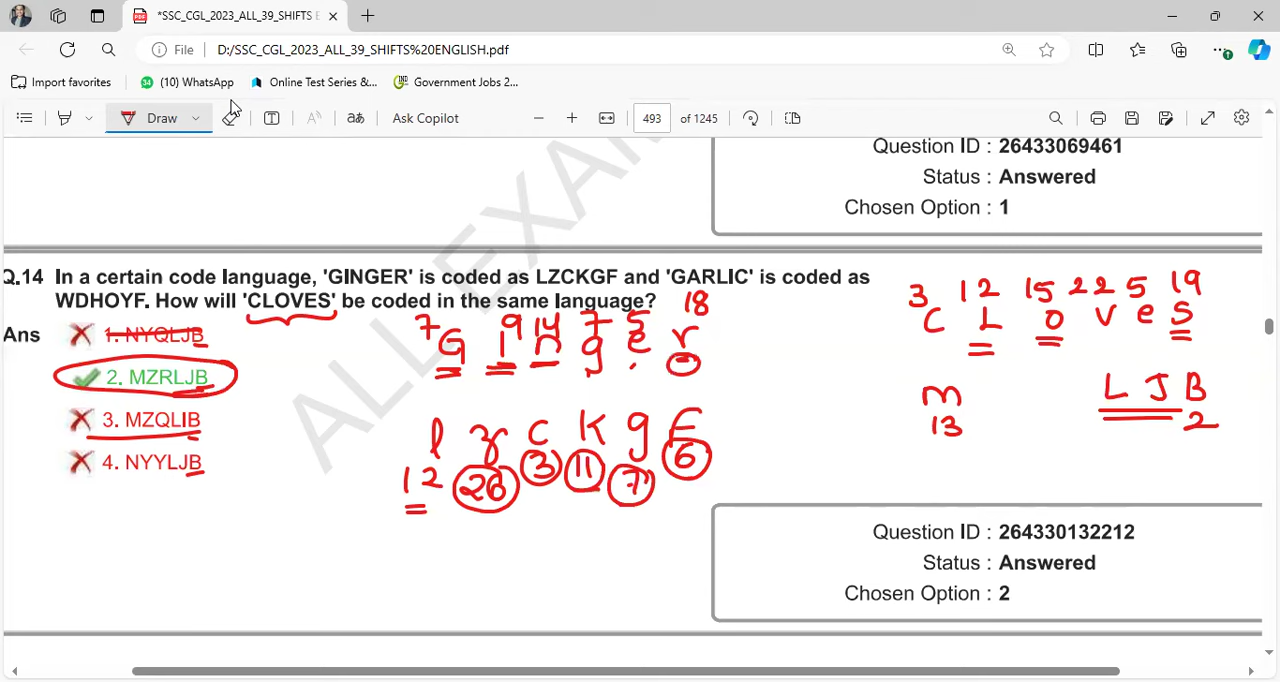 *SSC_CGL_2023_ALL_39_SHIFTS E
File D:/SSC_CGL_2023_ALL_39_SHIFTS%20ENGLISH.pdf
Import favorites (10) WhatsApp Online Test Series &... Government Jobs 2...
Draw aあ Ask Copilot 493 of 1245
Question ID : 26433069461
Status : Answered
Chosen Option : 1
ALL EXAM
Q.14 In a certain code language, 'GINGER' is coded as LZCKGF and 'GARLIC' is coded as
WDHOYF. How will 'CLOVES' be coded in the same language?
Ans 1. NYQLJB
2. MZRLJB
3. MZQLIB
4. NYYLJB
7 9 14 7 5 18
G I n g e r
l z C K g F
12 26 3 11 7 6
3 12 15 22 5 19
C L O V e S
m L J B
13 2
Question ID : 264330132212
Status : Answered
Chosen Option : 2